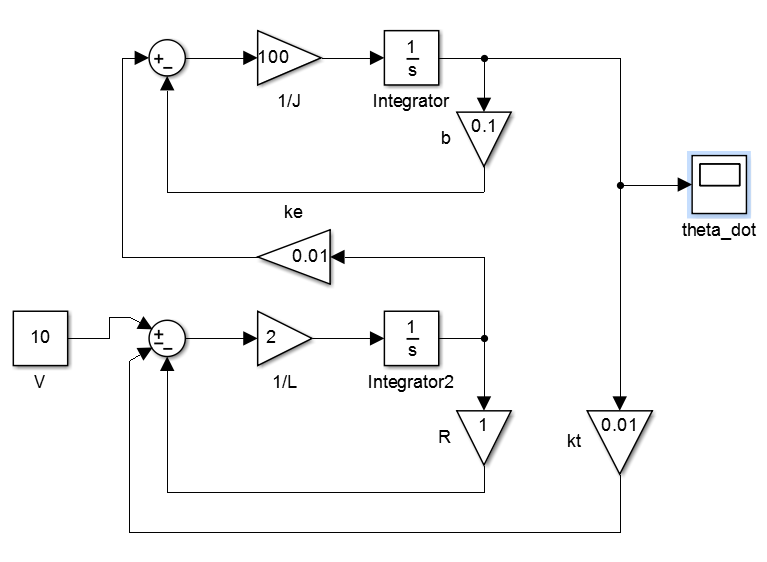 +
_
100
1/J
1
s
Integrator
0.1
b
theta_dot
ke
0.01
10
V
+
_
_
2
1/L
1
s
Integrator2
1
R
0.01
kt